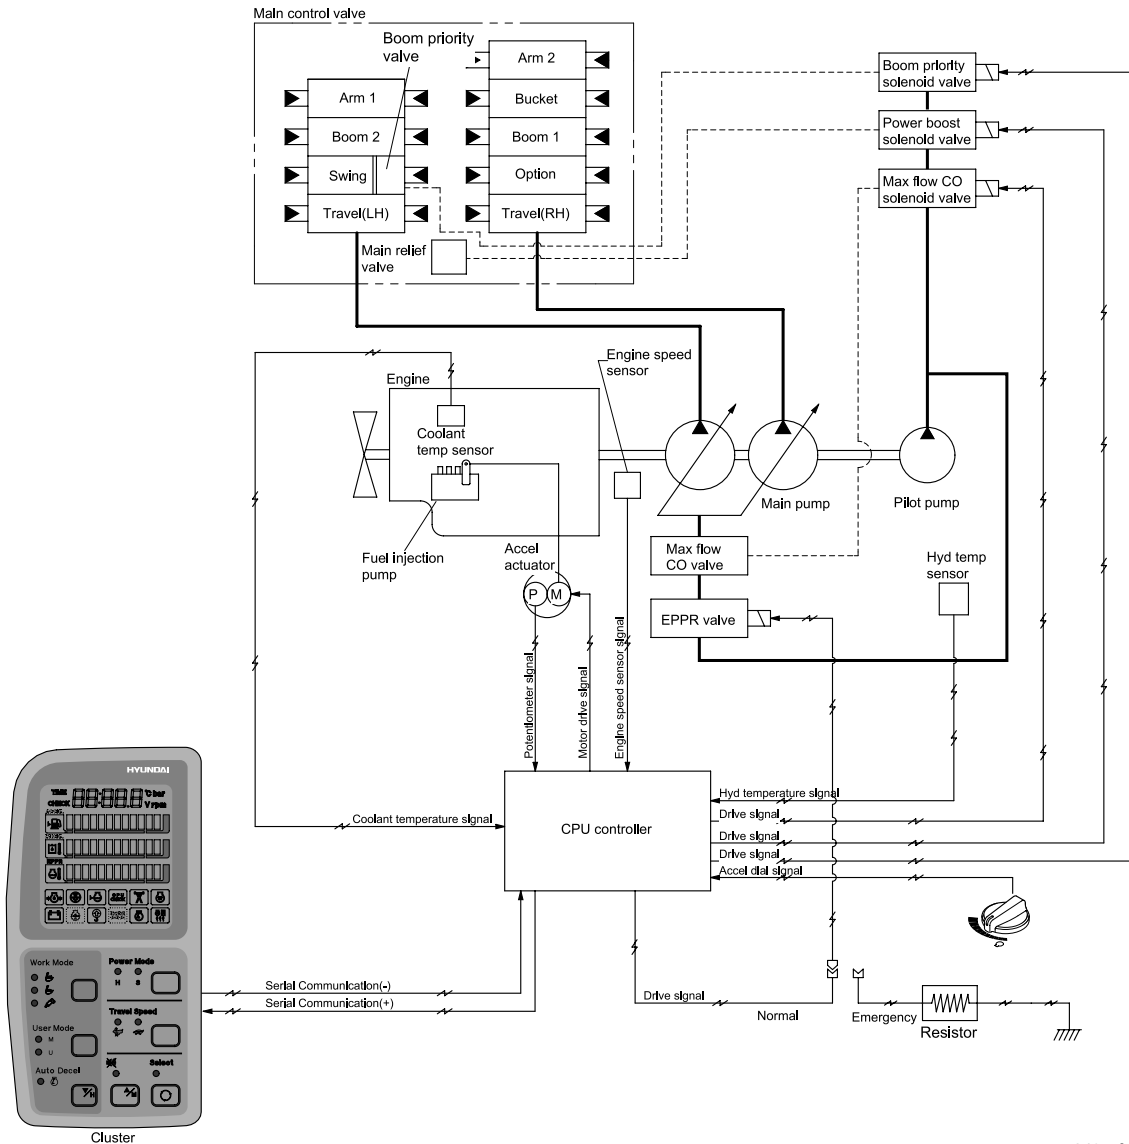 Main control valve
Boom priority
valve
Arm 2
Arm 1
Bucket
Boom 2
Boom 1
Swing
Option
Travel(LH)
Travel(RH)
Main relief
valve
Boom priority
solenoid valve
Power boost
solenoid valve
Max flow CO
solenoid valve
Engine speed
sensor
Engine
Coolant
temp sensor
Fuel injection
pump
Accel
actuator
P
M
Main pump
Pilot pump
Max flow
CO valve
EPPR valve
Hyd temp
sensor
Potentiometer signal
Motor drive signal
Engine speed sensor signal
CPU controller
Coolant temperature signal
Hyd temperature signal
Drive signal
Drive signal
Drive signal
Accel dial signal
Serial Communication(-)
Serial Communication(+)
Drive signal
Normal
Emergency
Resistor
HYUNDAI
TIME
°C bar
CHECK
V rpm
EPPR
Work Mode
Power Mode
H S
Travel Speed
User Mode
M
U
Auto Decel
Select
Cluster